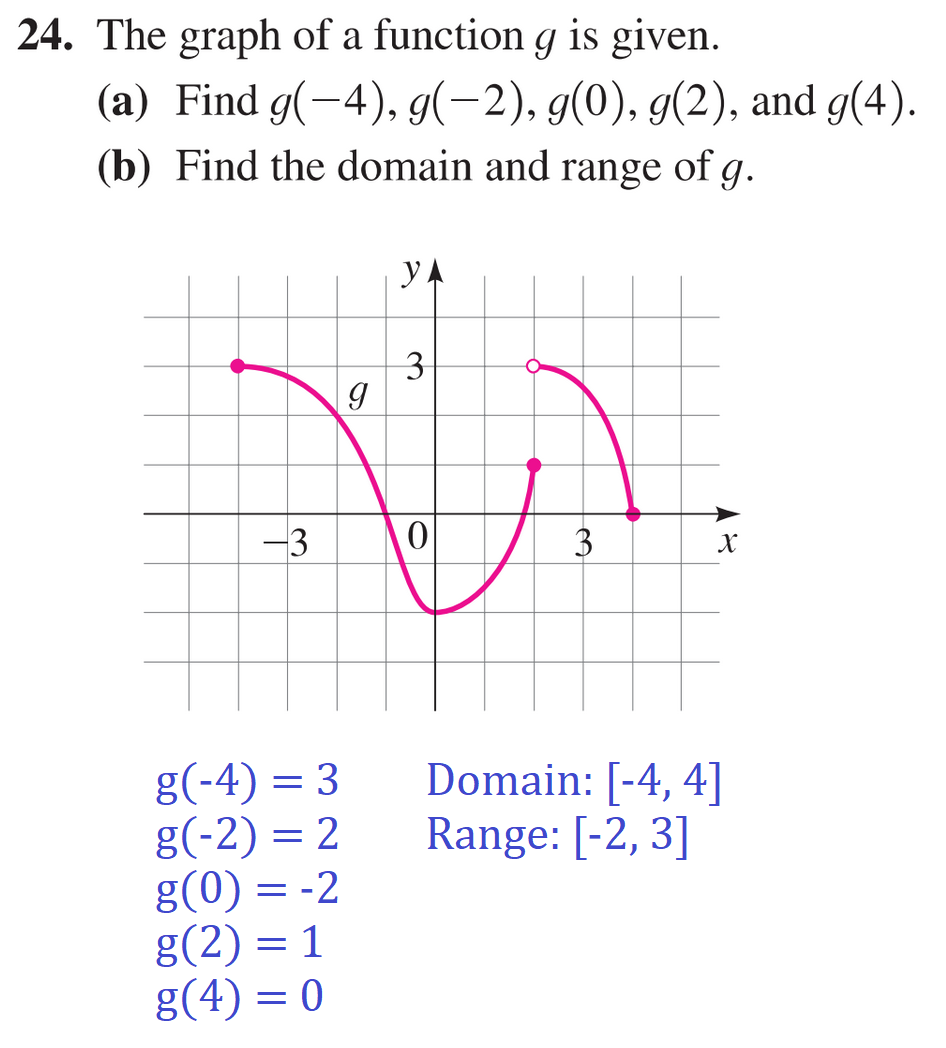 24. The graph of a function g is given.
(a) Find g(−4), g(−2), g(0), g(2), and g(4).
(b) Find the domain and range of g.
y
3
g
−3
0
3
x
g(-4) = 3
Domain: [-4, 4]
g(-2) = 2
Range: [-2, 3]
g(0) = -2
g(2) = 1
g(4) = 0